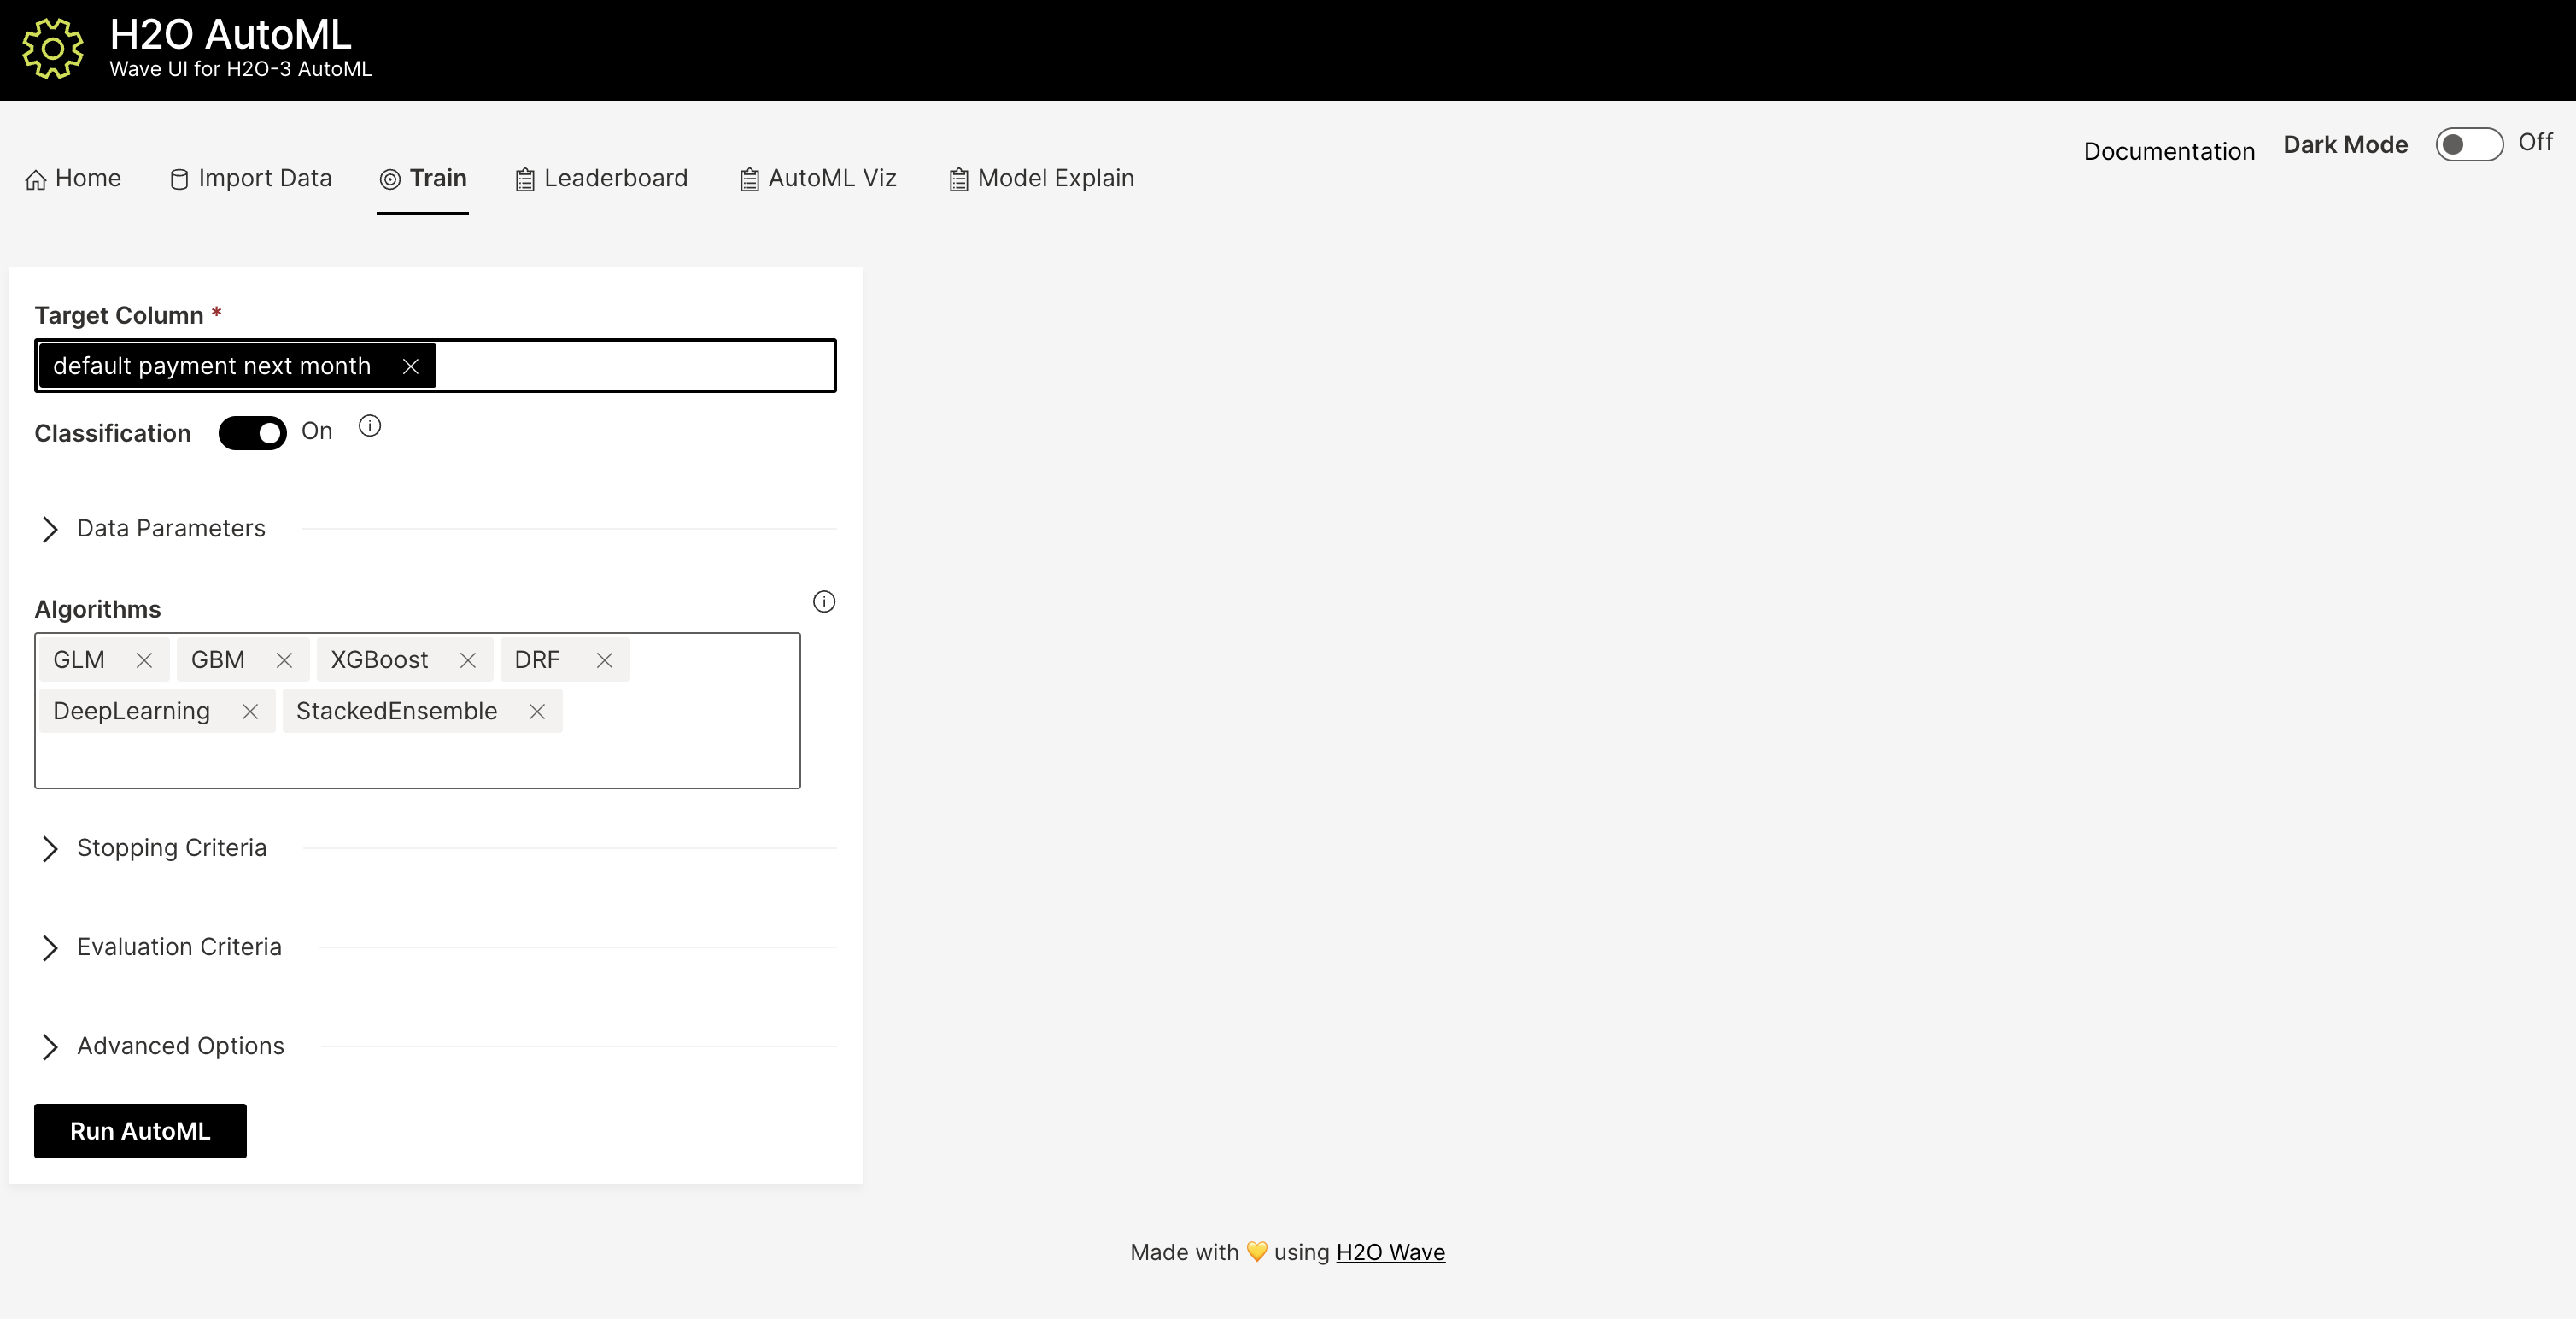 H2O AutoML
Wave UI for H2O-3 AutoML
Documentation Dark Mode Off
Home Import Data Train Leaderboard AutoML Viz Model Explain
Target Column *
default payment next month
Classification On
Data Parameters
Algorithms
GLM GBM XGBoost DRF
DeepLearning StackedEnsemble
Stopping Criteria
Evaluation Criteria
Advanced Options
Run AutoML
Made with 💛 using H2O Wave